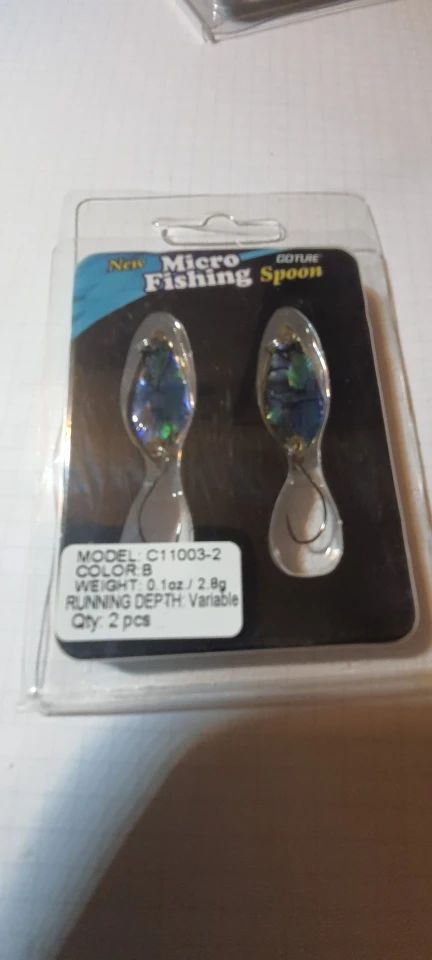 New Micro GOTURE
Fishing Spoon
MODEL: C11003-2
COLOR:B
WEIGHT: 0.1oz./ 2.8g
RUNNING DEPTH: Variable
Qty: 2 pcs